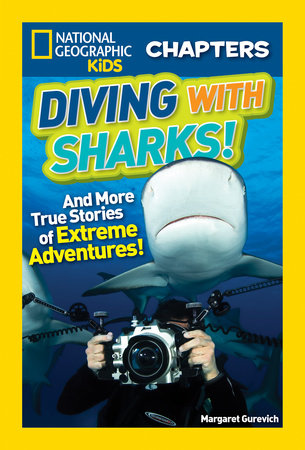 NATIONAL
GEOGRAPHIC
KiDS
CHAPTERS
DIVING WITH
SHARKS!
And More
True Stories
of Extreme
Adventures!
Margaret Gurevich